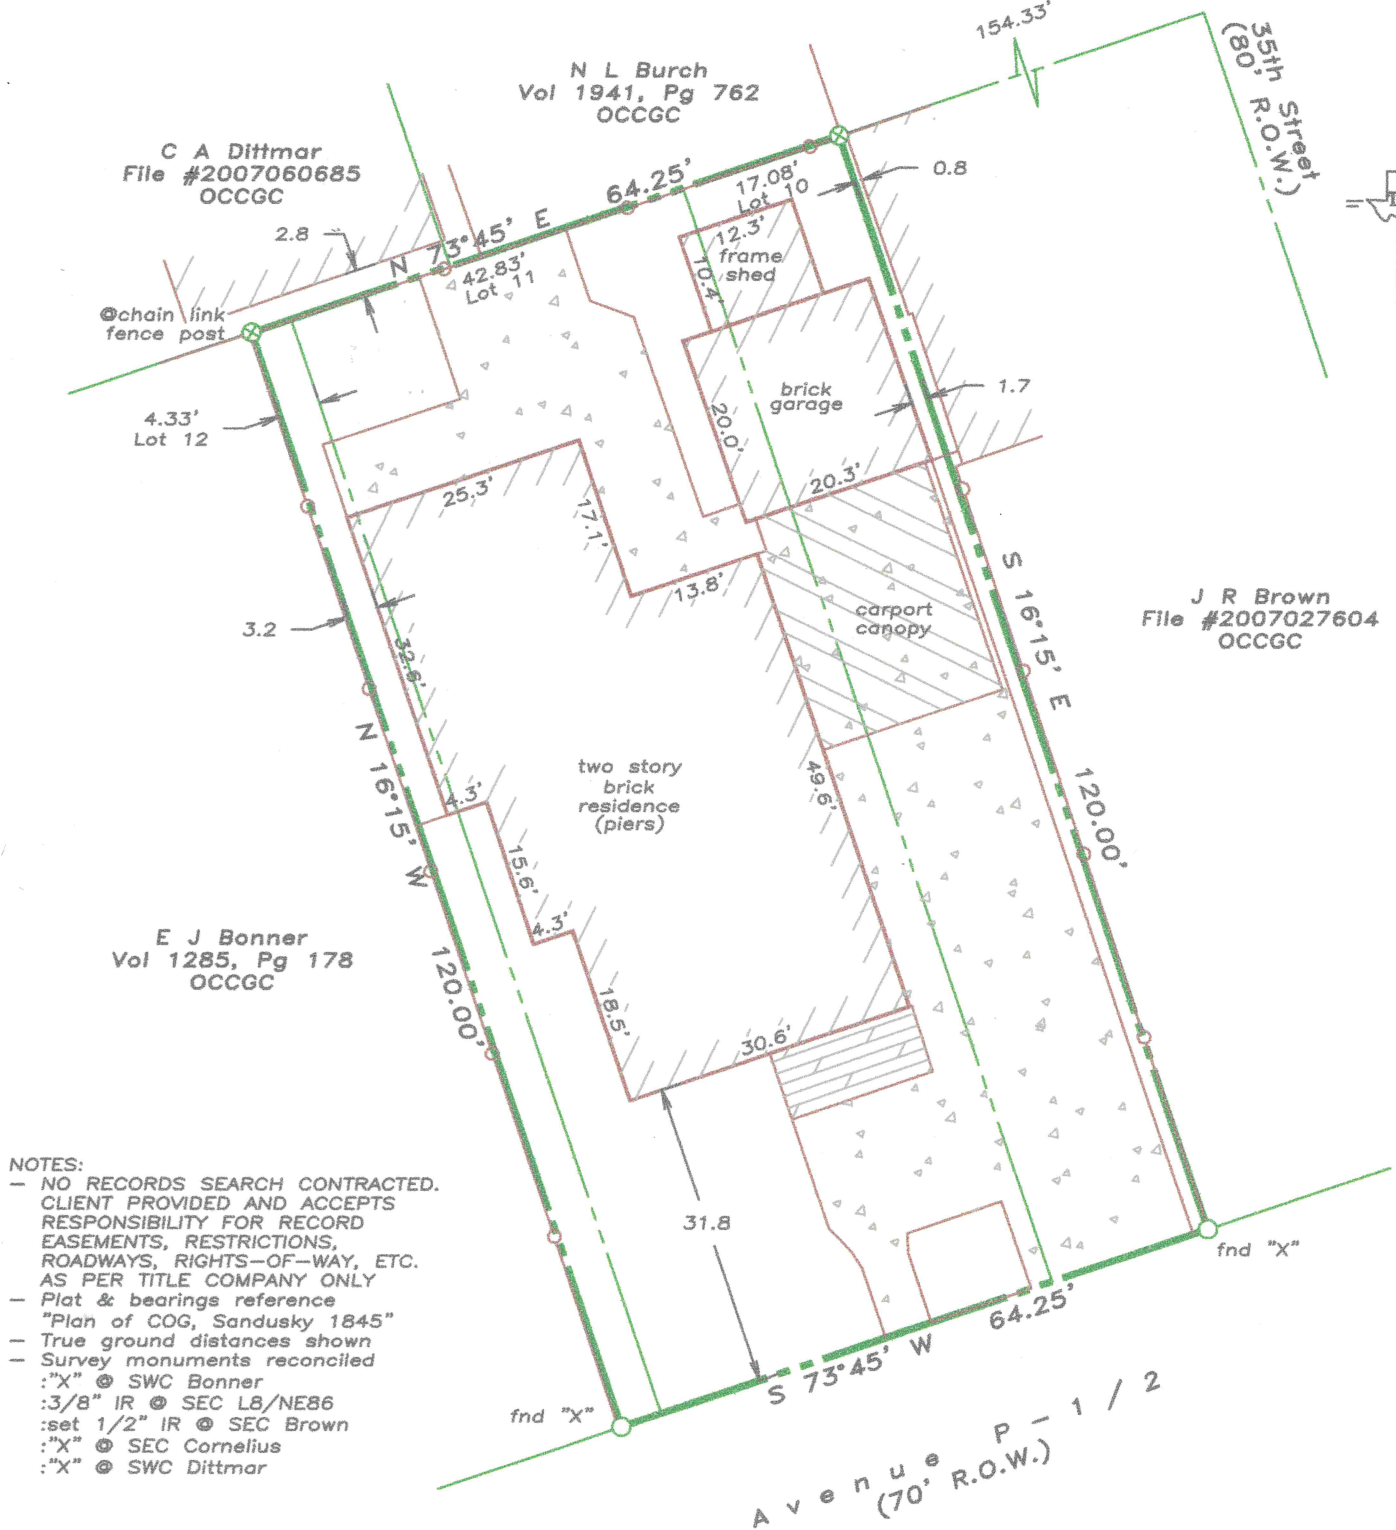 154.33'
35th Street
(80' R.O.W.)
N L Burch
Vol 1941, Pg 762
OCCGC
C A Dittmar
File #2007060685
OCCGC
2.8
N 73°45' E 64.25'
17.08'
Lot 10
0.8
42.83'
Lot 11
12.3'
frame
shed
10.4'
@chain link
fence post
4.33'
Lot 12
brick
garage
1.7
20.0'
20.3'
25.3'
17.1'
13.8'
S 16°15' E 120.00'
J R Brown
File #2007027604
OCCGC
carport
canopy
3.2
32.6'
N 16°15' W 120.00'
two story
brick
residence
(piers)
49.6'
4.3'
15.6'
4.3'
E J Bonner
Vol 1285, Pg 178
OCCGC
18.5'
30.6'
31.8
NOTES:
— NO RECORDS SEARCH CONTRACTED.
CLIENT PROVIDED AND ACCEPTS
RESPONSIBILITY FOR RECORD
EASEMENTS, RESTRICTIONS,
ROADWAYS, RIGHTS-OF-WAY, ETC.
AS PER TITLE COMPANY ONLY
— Plat & bearings reference
"Plan of COG, Sandusky 1845"
— True ground distances shown
— Survey monuments reconciled
:"X" @ SWC Bonner
:3/8" IR @ SEC L8/NE86
:set 1/2" IR @ SEC Brown
:"X" @ SEC Cornelius
:"X" @ SWC Dittmar
fnd "X"
fnd "X"
S 73°45' W 64.25'
Avenue P - 1 / 2
(70' R.O.W.)